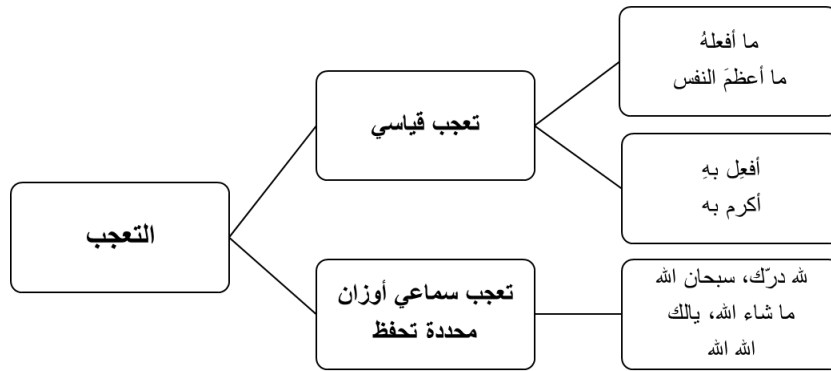 التعجب
تعجب قياسي
ما أفعلهُ
ما أعظمَ النفس
أفعِل بهِ
أكرم به
تعجب سماعي أوزان
محددة تحفظ
لله درّك، سبحان الله
ما شاء الله، يالك
الله الله